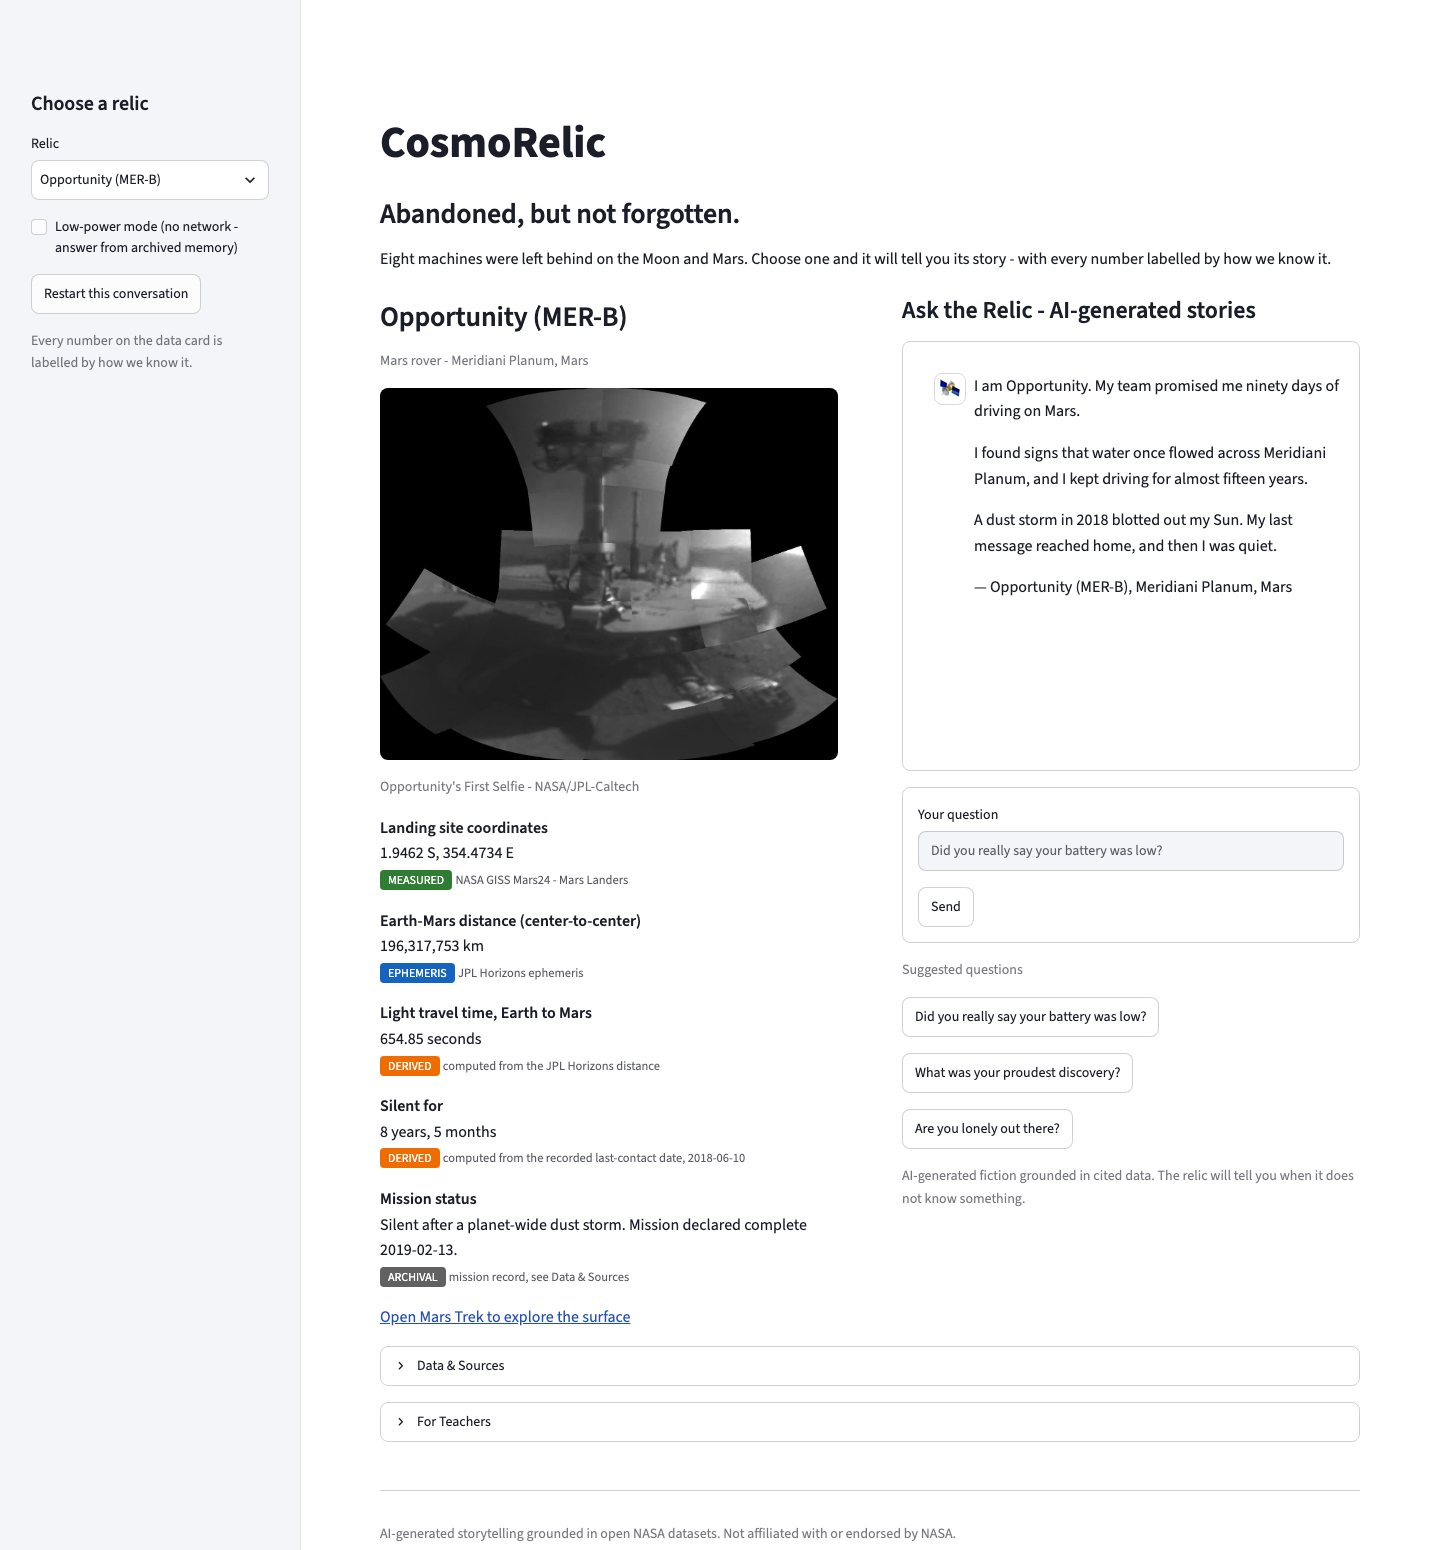 Choose a relic
Relic
Opportunity (MER-B)
Low-power mode (no network -
answer from archived memory)
Restart this conversation
Every number on the data card is
labelled by how we know it.
CosmoRelic
Abandoned, but not forgotten.
Eight machines were left behind on the Moon and Mars. Choose one and it will tell you its story - with every number labelled by how we know it.
Opportunity (MER-B)
Mars rover - Meridiani Planum, Mars
Opportunity's First Selfie - NASA/JPL-Caltech
Landing site coordinates
1.9462 S, 354.4734 E
MEASURED NASA GISS Mars24 - Mars Landers
Earth-Mars distance (center-to-center)
196,317,753 km
EPHEMERIS JPL Horizons ephemeris
Light travel time, Earth to Mars
654.85 seconds
DERIVED computed from the JPL Horizons distance
Silent for
8 years, 5 months
DERIVED computed from the recorded last-contact date, 2018-06-10
Mission status
Silent after a planet-wide dust storm. Mission declared complete
2019-02-13.
ARCHIVAL mission record, see Data & Sources
Open Mars Trek to explore the surface
Ask the Relic - AI-generated stories
I am Opportunity. My team promised me ninety days of
driving on Mars.
I found signs that water once flowed across Meridiani
Planum, and I kept driving for almost fifteen years.
A dust storm in 2018 blotted out my Sun. My last
message reached home, and then I was quiet.
— Opportunity (MER-B), Meridiani Planum, Mars
Your question
Did you really say your battery was low?
Send
Suggested questions
Did you really say your battery was low?
What was your proudest discovery?
Are you lonely out there?
AI-generated fiction grounded in cited data. The relic will tell you when it does
not know something.
Data & Sources
For Teachers
AI-generated storytelling grounded in open NASA datasets. Not affiliated with or endorsed by NASA.